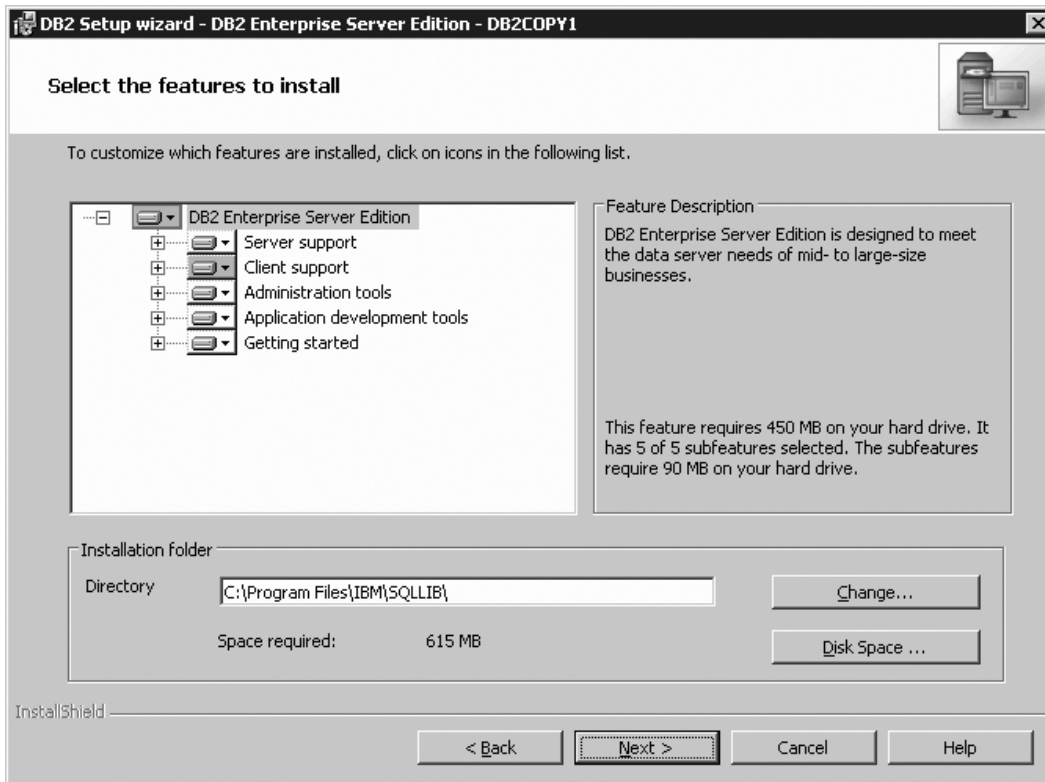 DB2 Setup wizard - DB2 Enterprise Server Edition - DB2COPY1
Select the features to install
To customize which features are installed, click on icons in the following list.
DB2 Enterprise Server Edition
Server support
Client support
Administration tools
Application development tools
Getting started
Feature Description
DB2 Enterprise Server Edition is designed to meet
the data server needs of mid- to large-size
businesses.
This feature requires 450 MB on your hard drive. It
has 5 of 5 subfeatures selected. The subfeatures
require 90 MB on your hard drive.
Installation folder
Directory
C:\Program Files\IBM\SQLLIB\
Change...
Space required: 615 MB
Disk Space ...
InstallShield
< Back
Next >
Cancel
Help